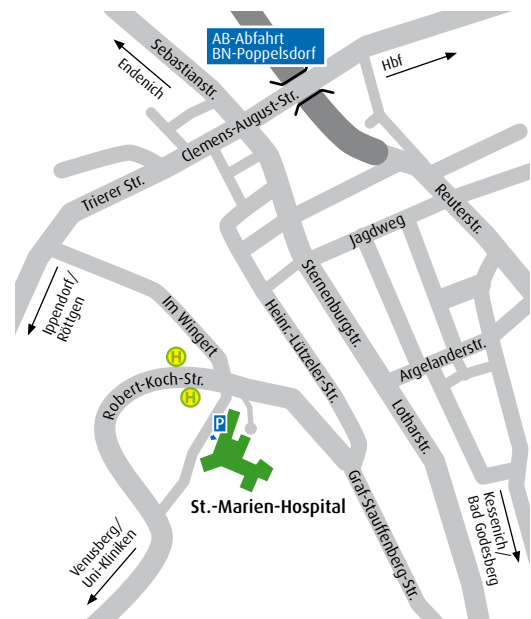 AB-Abfahrt
BN-Poppelsdorf
Sebastianstr.
Endenich
Hbf
Clemens-August-Str.
Trierer Str.
Reuterstr.
Jagdweg
Ippendorf/
Röttgen
Im Wingert
Sternenburgstr.
Heinr.-Lützeler-Str.
Argelanderstr.
H
Robert-Koch-Str.
H
P
Lotharstr.
St.-Marien-Hospital
Graf-Stauffenberg-Str.
Kessenich/
Bad Godesberg
Venusberg/
Uni-Kliniken